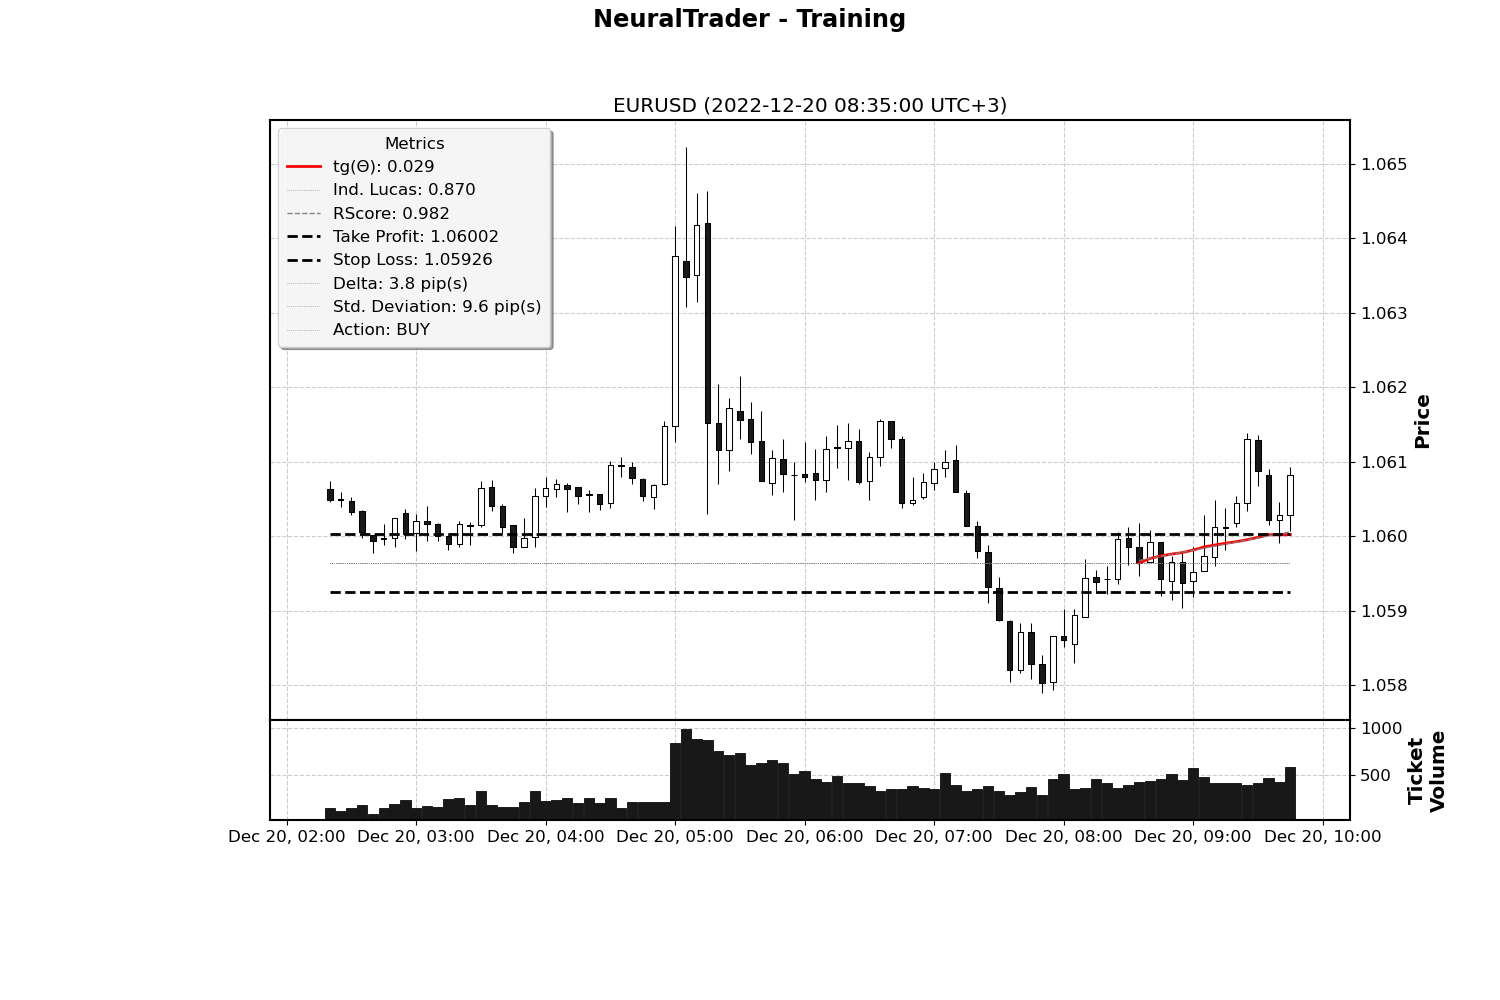 NeuralTrader - Training
EURUSD (2022-12-20 08:35:00 UTC+3)
Metrics
tg(Θ): 0.029
Ind. Lucas: 0.870
RScore: 0.982
Take Profit: 1.06002
Stop Loss: 1.05926
Delta: 3.8 pip(s)
Std. Deviation: 9.6 pip(s)
Action: BUY
1.065
1.064
1.063
1.062
1.061
1.060
1.059
1.058
Price
1000
500
Ticket
Volume
Dec 20, 02:00 Dec 20, 03:00 Dec 20, 04:00 Dec 20, 05:00 Dec 20, 06:00 Dec 20, 07:00 Dec 20, 08:00 Dec 20, 09:00 Dec 20, 10:00